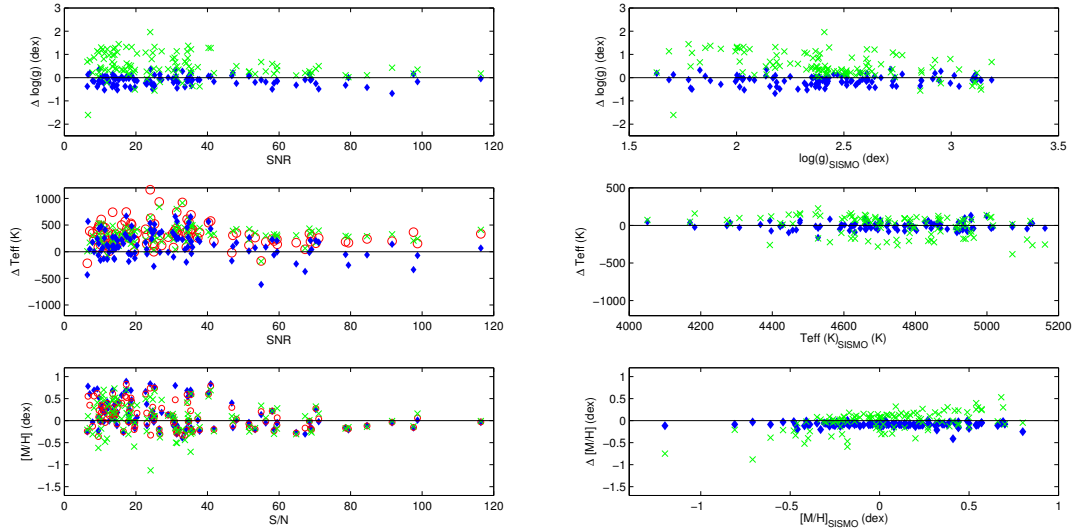 3
2
1
0
−1
−2
0 20 40 60 80 100 120
SNR
Δ log(g) (dex)
3
2
1
0
−1
−2
1.5 2 2.5 3 3.5
log(g)SISMO (dex)
Δ log(g) (dex)
1000
500
0
−500
−1000
0 20 40 60 80 100 120
SNR
Δ Teff (K)
500
0
−500
−1000
4000 4200 4400 4600 4800 5000 5200
Teff (K)SISMO (K)
Δ Teff (K)
1
0.5
0
−0.5
−1
−1.5
0 20 40 60 80 100 120
S/N
[M/H] (dex)
1
0.5
0
−0.5
−1
−1.5
−1 −0.5 0 0.5 1
[M/H]SISMO (dex)
Δ [M/H] (dex)